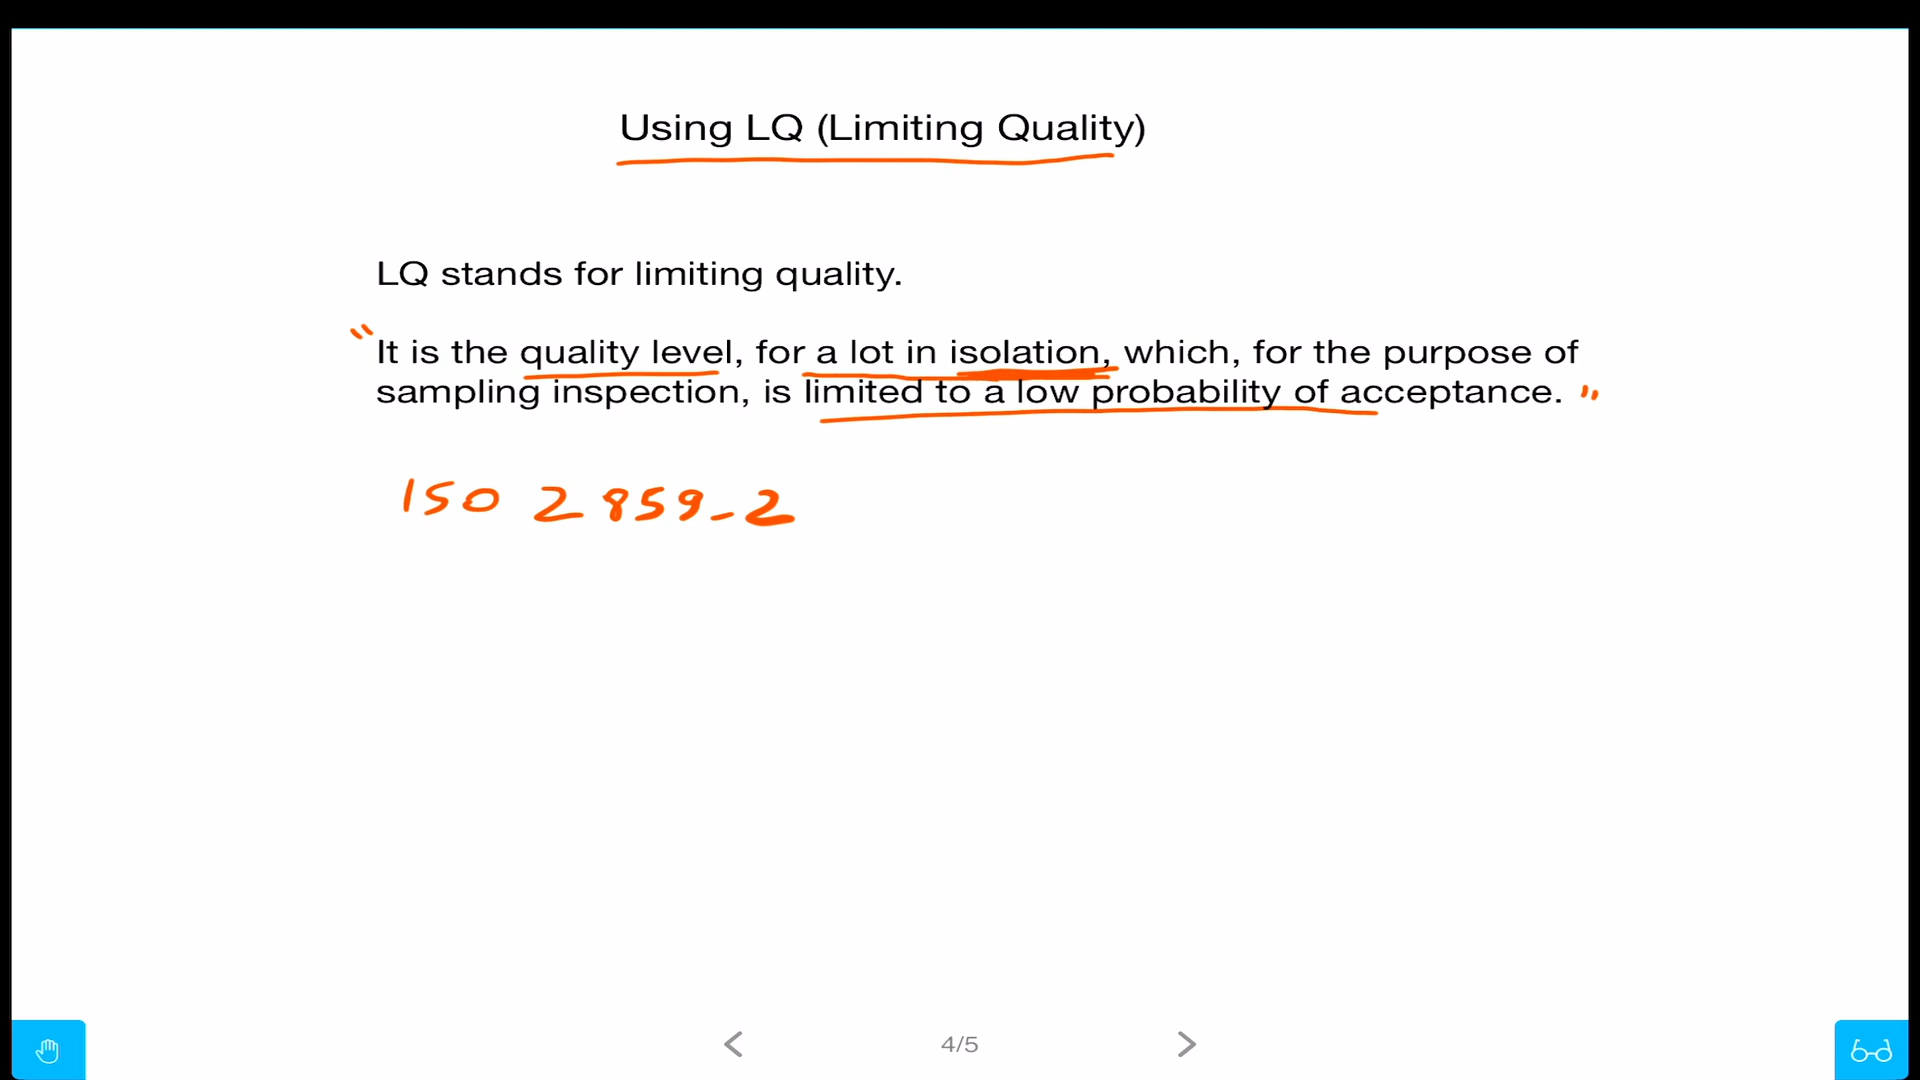 Using LQ (Limiting Quality)
LQ stands for limiting quality.
"It is the quality level, for a lot in isolation, which, for the purpose of
sampling inspection, is limited to a low probability of acceptance."
ISO 2859-2
4/5